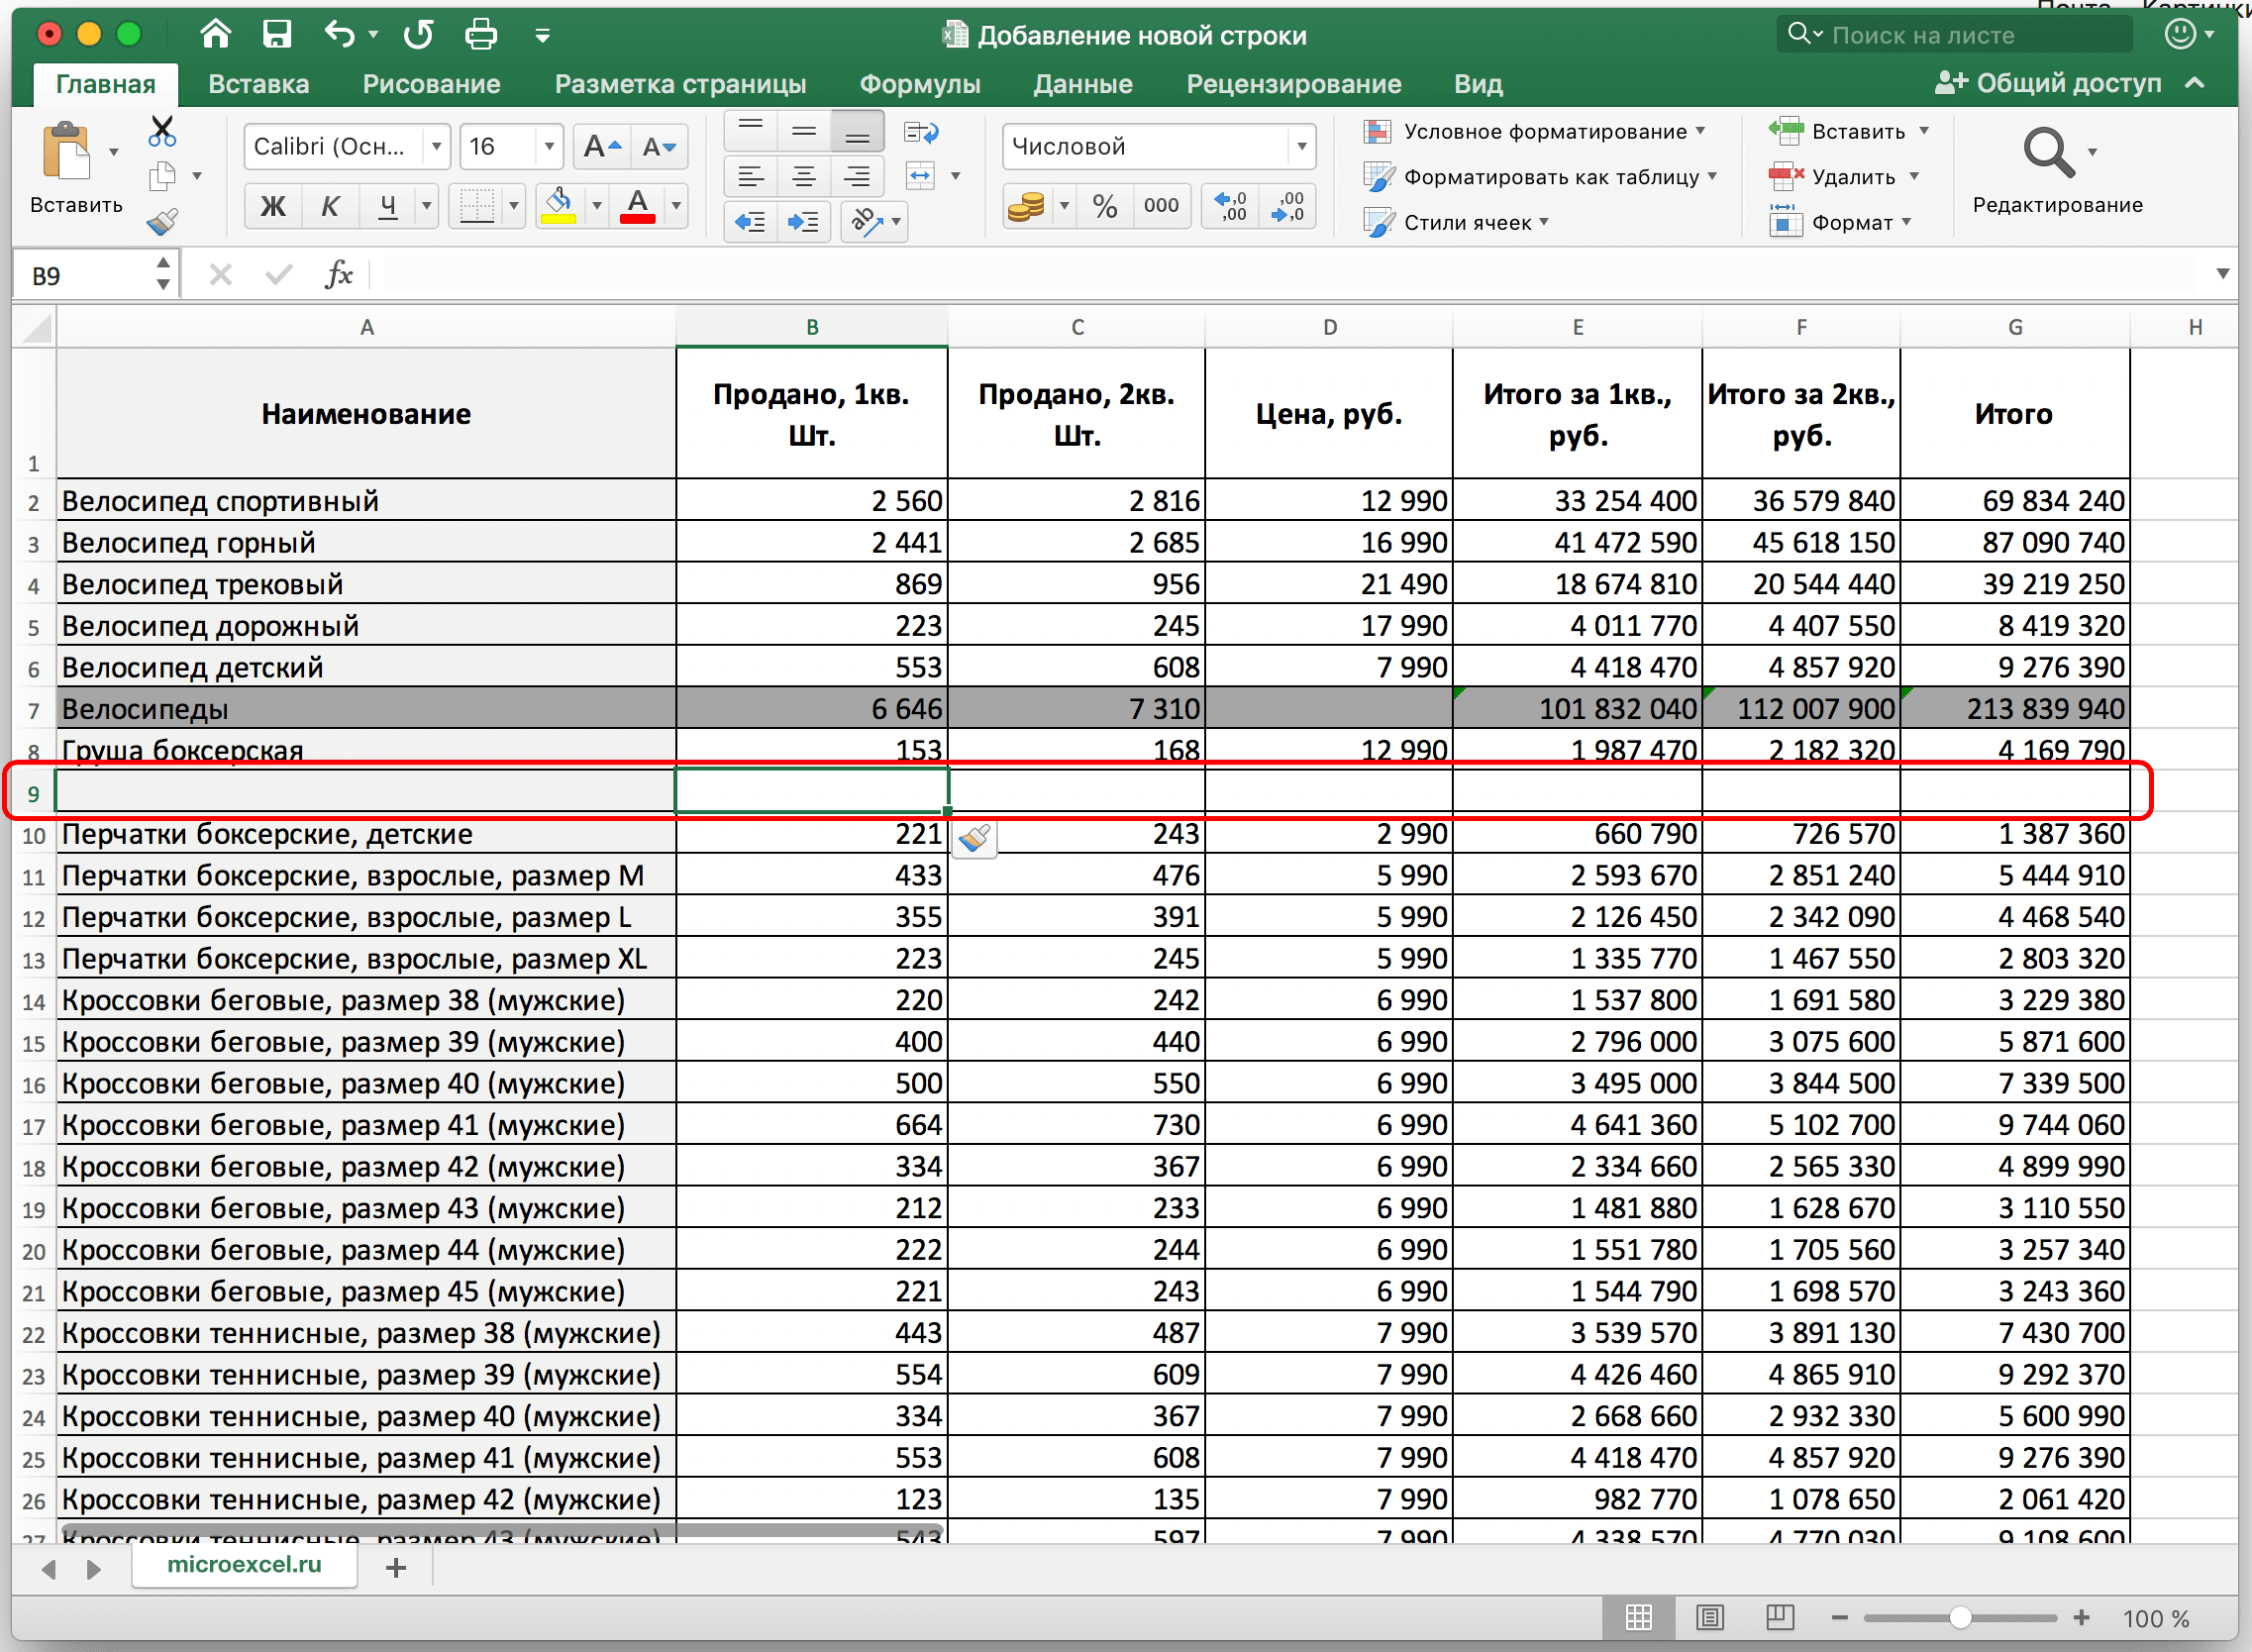 Почта Картинки
Добавление новой строки
Поиск на листе
Главная Вставка Рисование Разметка страницы Формулы Данные Рецензирование Вид Общий доступ
Вставить
Calibri (Осн... 16
Ж К Ч
Числовой
% 000
Условное форматирование
Форматировать как таблицу
Стили ячеек
Вставить
Удалить
Формат
Редактирование
B9 fx
A B C D E F G H
1 Наименование Продано, 1кв. Шт. Продано, 2кв. Шт. Цена, руб. Итого за 1кв., руб. Итого за 2кв., руб. Итого
2 Велосипед спортивный 2 560 2 816 12 990 33 254 400 36 579 840 69 834 240
3 Велосипед горный 2 441 2 685 16 990 41 472 590 45 618 150 87 090 740
4 Велосипед трековый 869 956 21 490 18 674 810 20 544 440 39 219 250
5 Велосипед дорожный 223 245 17 990 4 011 770 4 407 550 8 419 320
6 Велосипед детский 553 608 7 990 4 418 470 4 857 920 9 276 390
7 Велосипеды 6 646 7 310 101 832 040 112 007 900 213 839 940
8 Груша боксерская 153 168 12 990 1 987 470 2 182 320 4 169 790
9
10 Перчатки боксерские, детские 221 243 2 990 660 790 726 570 1 387 360
11 Перчатки боксерские, взрослые, размер M 433 476 5 990 2 593 670 2 851 240 5 444 910
12 Перчатки боксерские, взрослые, размер L 355 391 5 990 2 126 450 2 342 090 4 468 540
13 Перчатки боксерские, взрослые, размер XL 223 245 5 990 1 335 770 1 467 550 2 803 320
14 Кроссовки беговые, размер 38 (мужские) 220 242 6 990 1 537 800 1 691 580 3 229 380
15 Кроссовки беговые, размер 39 (мужские) 400 440 6 990 2 796 000 3 075 600 5 871 600
16 Кроссовки беговые, размер 40 (мужские) 500 550 6 990 3 495 000 3 844 500 7 339 500
17 Кроссовки беговые, размер 41 (мужские) 664 730 6 990 4 641 360 5 102 700 9 744 060
18 Кроссовки беговые, размер 42 (мужские) 334 367 6 990 2 334 660 2 565 330 4 899 990
19 Кроссовки беговые, размер 43 (мужские) 212 233 6 990 1 481 880 1 628 670 3 110 550
20 Кроссовки беговые, размер 44 (мужские) 222 244 6 990 1 551 780 1 705 560 3 257 340
21 Кроссовки беговые, размер 45 (мужские) 221 243 6 990 1 544 790 1 698 570 3 243 360
22 Кроссовки теннисные, размер 38 (мужские) 443 487 7 990 3 539 570 3 891 130 7 430 700
23 Кроссовки теннисные, размер 39 (мужские) 554 609 7 990 4 426 460 4 865 910 9 292 370
24 Кроссовки теннисные, размер 40 (мужские) 334 367 7 990 2 668 660 2 932 330 5 600 990
25 Кроссовки теннисные, размер 41 (мужские) 553 608 7 990 4 418 470 4 857 920 9 276 390
26 Кроссовки теннисные, размер 42 (мужские) 123 135 7 990 982 770 1 078 650 2 061 420
27 Кроссовки теннисные, размер 43 (мужские) 543 597 7 990 4 338 570 4 770 030 9 108 600
microexcel.ru
100 %